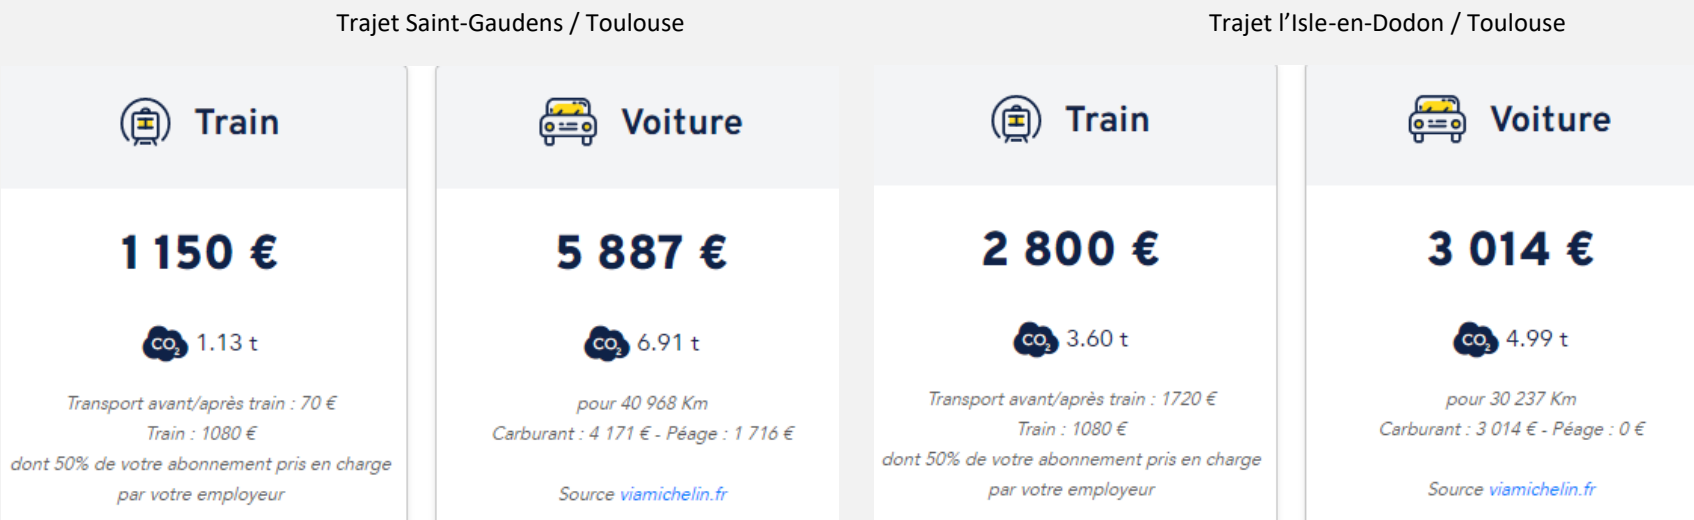 Trajet Saint-Gaudens / Toulouse
Train
1 150 €
CO2 1.13 t
Transport avant/après train : 70 €
Train : 1080 €
dont 50% de votre abonnement pris en charge
par votre employeur
Voiture
5 887 €
CO2 6.91 t
pour 40 968 Km
Carburant : 4 171 € - Péage : 1 716 €
Source viamichelin.fr
Trajet l’Isle-en-Dodon / Toulouse
Train
2 800 €
CO2 3.60 t
Transport avant/après train : 1720 €
Train : 1080 €
dont 50% de votre abonnement pris en charge
par votre employeur
Voiture
3 014 €
CO2 4.99 t
pour 30 237 Km
Carburant : 3 014 € - Péage : 0 €
Source viamichelin.fr